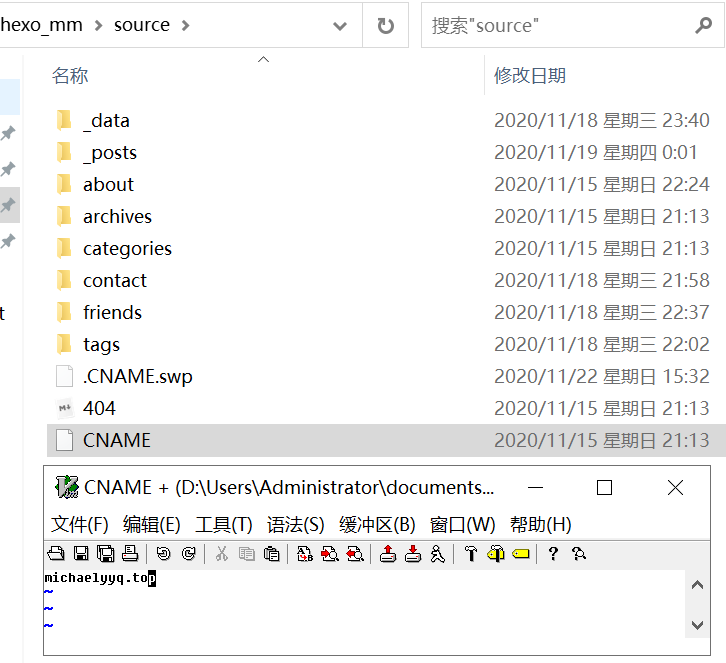 hexo_mm > source >
搜索"source"
名称 修改日期
_data 2020/11/18 星期三 23:40
_posts 2020/11/19 星期四 0:01
about 2020/11/15 星期日 22:24
archives 2020/11/15 星期日 21:13
categories 2020/11/15 星期日 21:13
contact 2020/11/18 星期三 21:58
friends 2020/11/18 星期三 22:37
t
tags 2020/11/18 星期三 22:02
.CNAME.swp 2020/11/22 星期日 15:32
404 2020/11/15 星期日 21:13
CNAME 2020/11/15 星期日 21:13
CNAME + (D:\Users\Administrator\documents...
文件(F) 编辑(E) 工具(T) 语法(S) 缓冲区(B) 窗口(W) 帮助(H)
michaelyyq.top
~
~
~